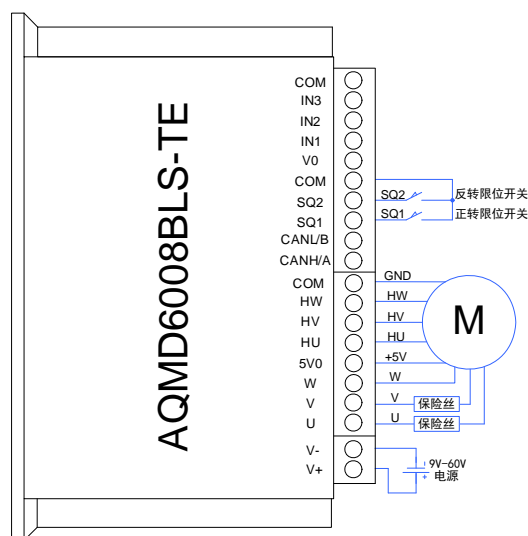 AQMD6008BLS-TE
COM
IN3
IN2
IN1
V0
COM
SQ2 SQ2 反转限位开关
SQ1 SQ1 正转限位开关
CANL/B
CANH/A
COM GND
HW HW
HV HV
HU HU
5V0 +5V
W W
V V 保险丝
U U 保险丝
M
V-
V+
9V-60V
电源